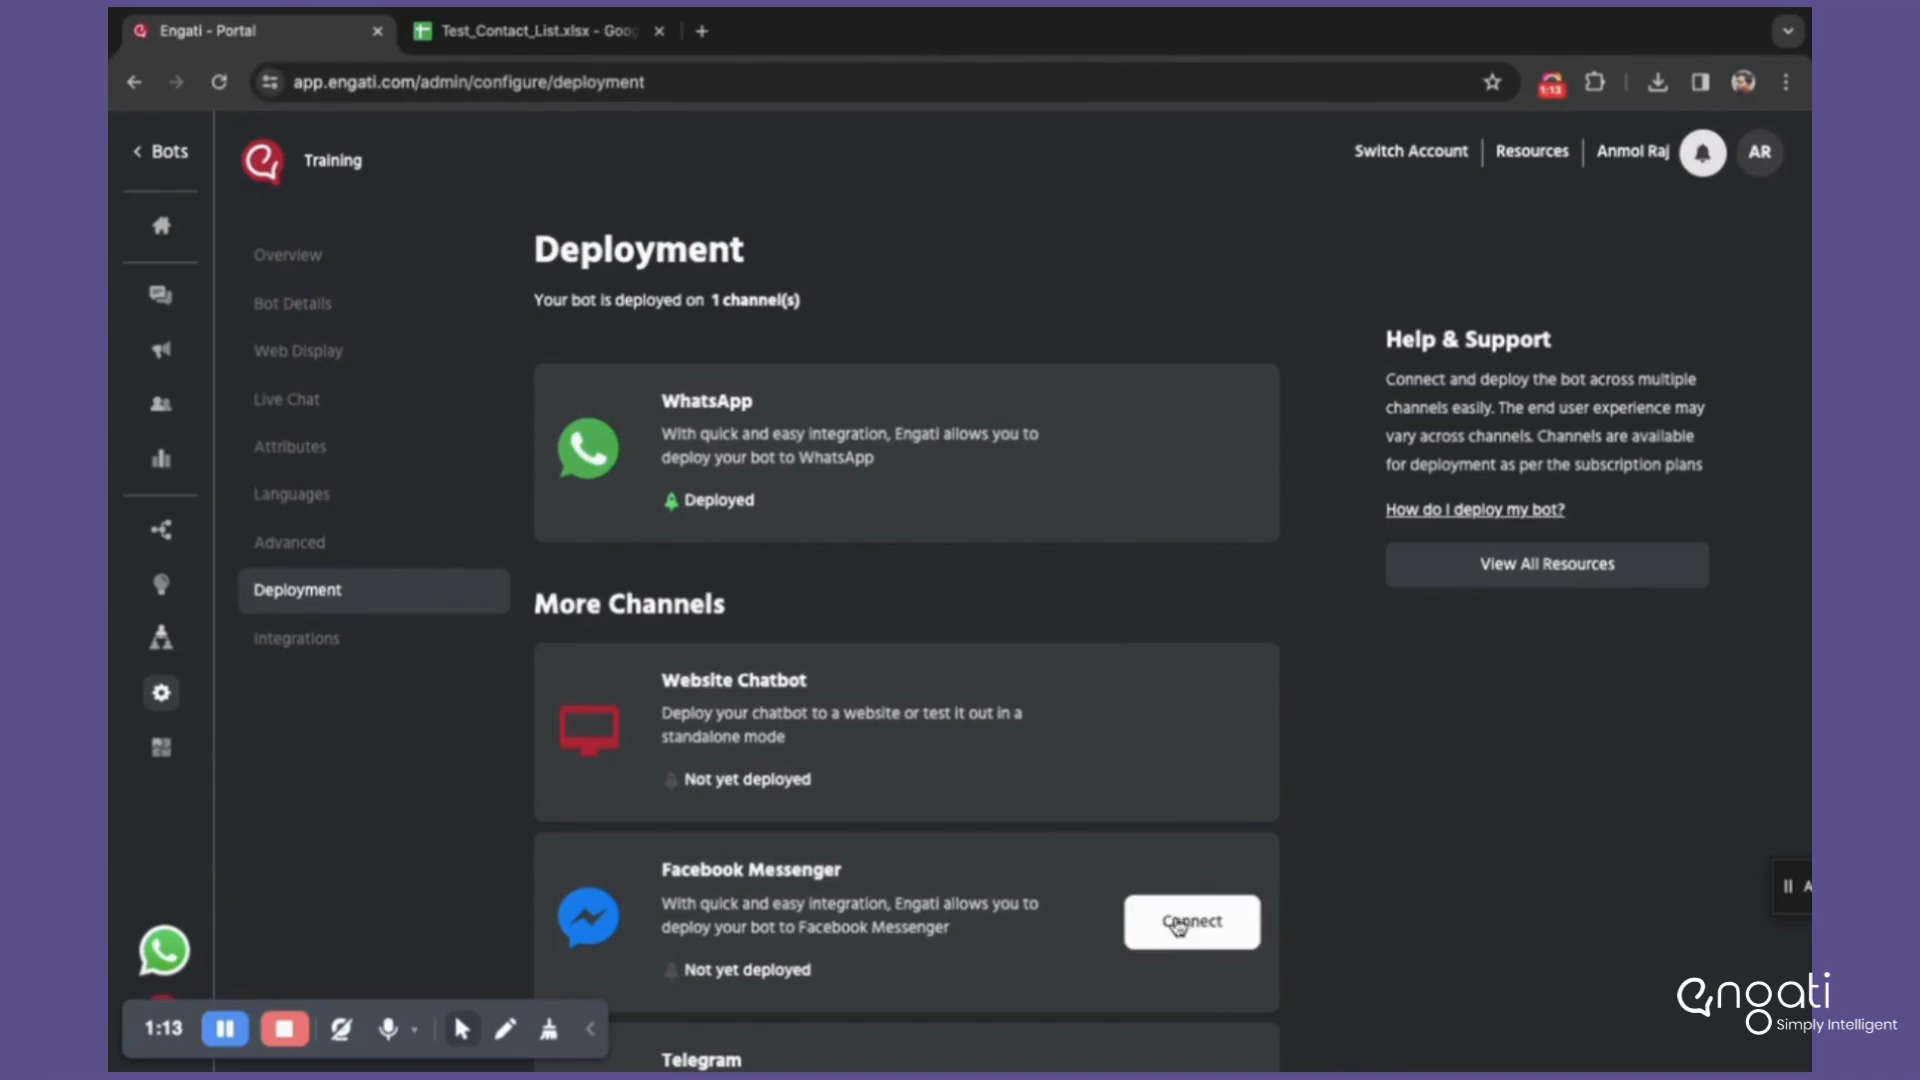 Engati - Portal
Test_Contact_List.xlsx - Goog
app.engati.com/admin/configure/deployment
1:13
Bots
Training
Switch Account
Resources
Anmol Raj
AR
Overview
Bot Details
Web Display
Live Chat
Attributes
Languages
Advanced
Deployment
Integrations
Deployment
Your bot is deployed on 1 channel(s)
WhatsApp
With quick and easy integration, Engati allows you to
deploy your bot to WhatsApp
Deployed
More Channels
Website Chatbot
Deploy your chatbot to a website or test it out in a
standalone mode
Not yet deployed
Facebook Messenger
With quick and easy integration, Engati allows you to
deploy your bot to Facebook Messenger
Not yet deployed
Connect
Telegram
Help & Support
Connect and deploy the bot across multiple
channels easily. The end user experience may
vary across channels. Channels are available
for deployment as per the subscription plans
How do I deploy my bot?
View All Resources
A
1:13
engati
Simply Intelligent